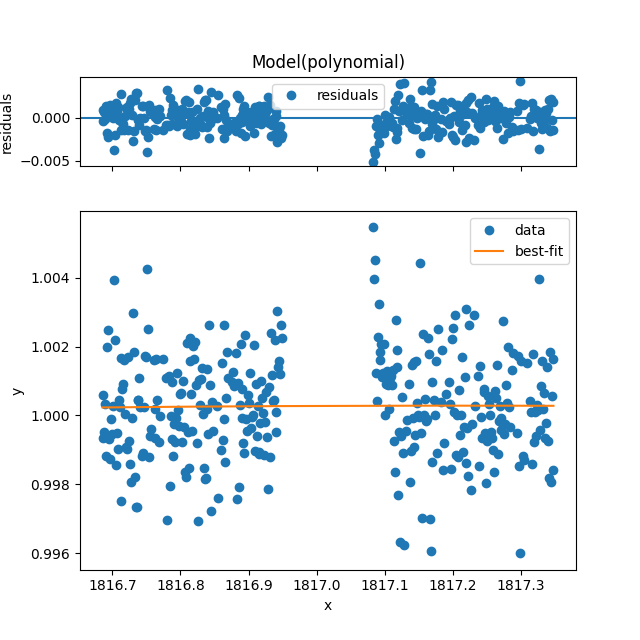 Model(polynomial)
residuals
0.000
−0.005
residuals
data
best-fit
1.004
1.002
1.000
0.998
0.996
y
1816.7 1816.8 1816.9 1817.0 1817.1 1817.2 1817.3
x